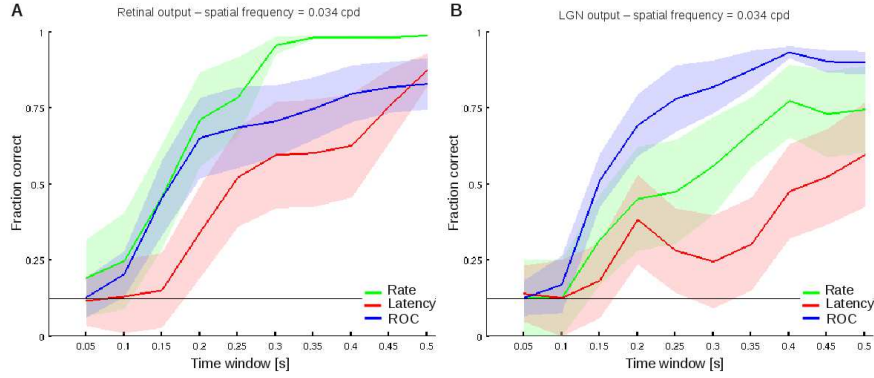 A
Retinal output – spatial frequency = 0.034 cpd
Fraction correct
1
0.75
0.5
0.25
0
Rate
Latency
ROC
0.05 0.1 0.15 0.2 0.25 0.3 0.35 0.4 0.45 0.5
Time window [s]
B
LGN output – spatial frequency = 0.034 cpd
Fraction correct
1
0.75
0.5
0.25
0
Rate
Latency
ROC
0.05 0.1 0.15 0.2 0.25 0.3 0.35 0.4 0.45 0.5
Time window [s]